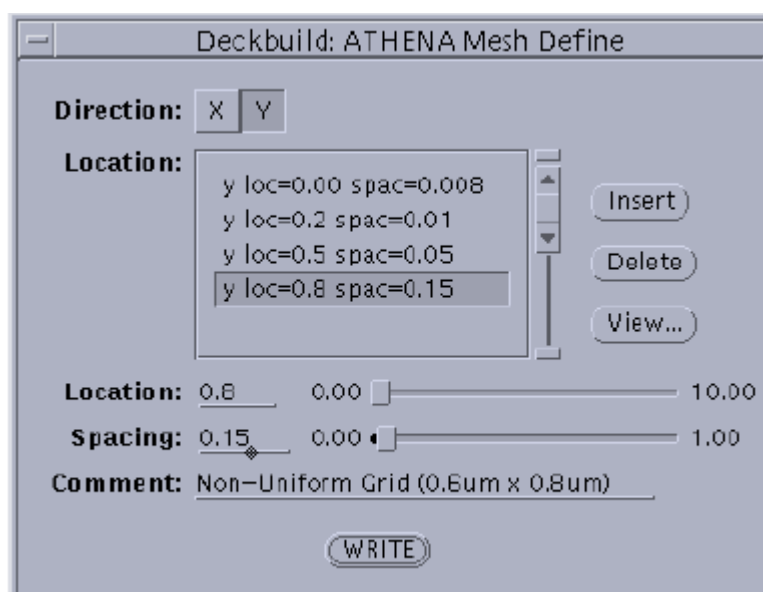 Deckbuild: ATHENA Mesh Define
Direction: X Y
Location:
y loc=0.00 spac=0.008
y loc=0.2 spac=0.01
y loc=0.5 spac=0.05
y loc=0.8 spac=0.15
Insert
Delete
View...
Location: 0.8 0.00 10.00
Spacing: 0.15 0.00 1.00
Comment: Non-Uniform Grid (0.6um x 0.8um)
WRITE